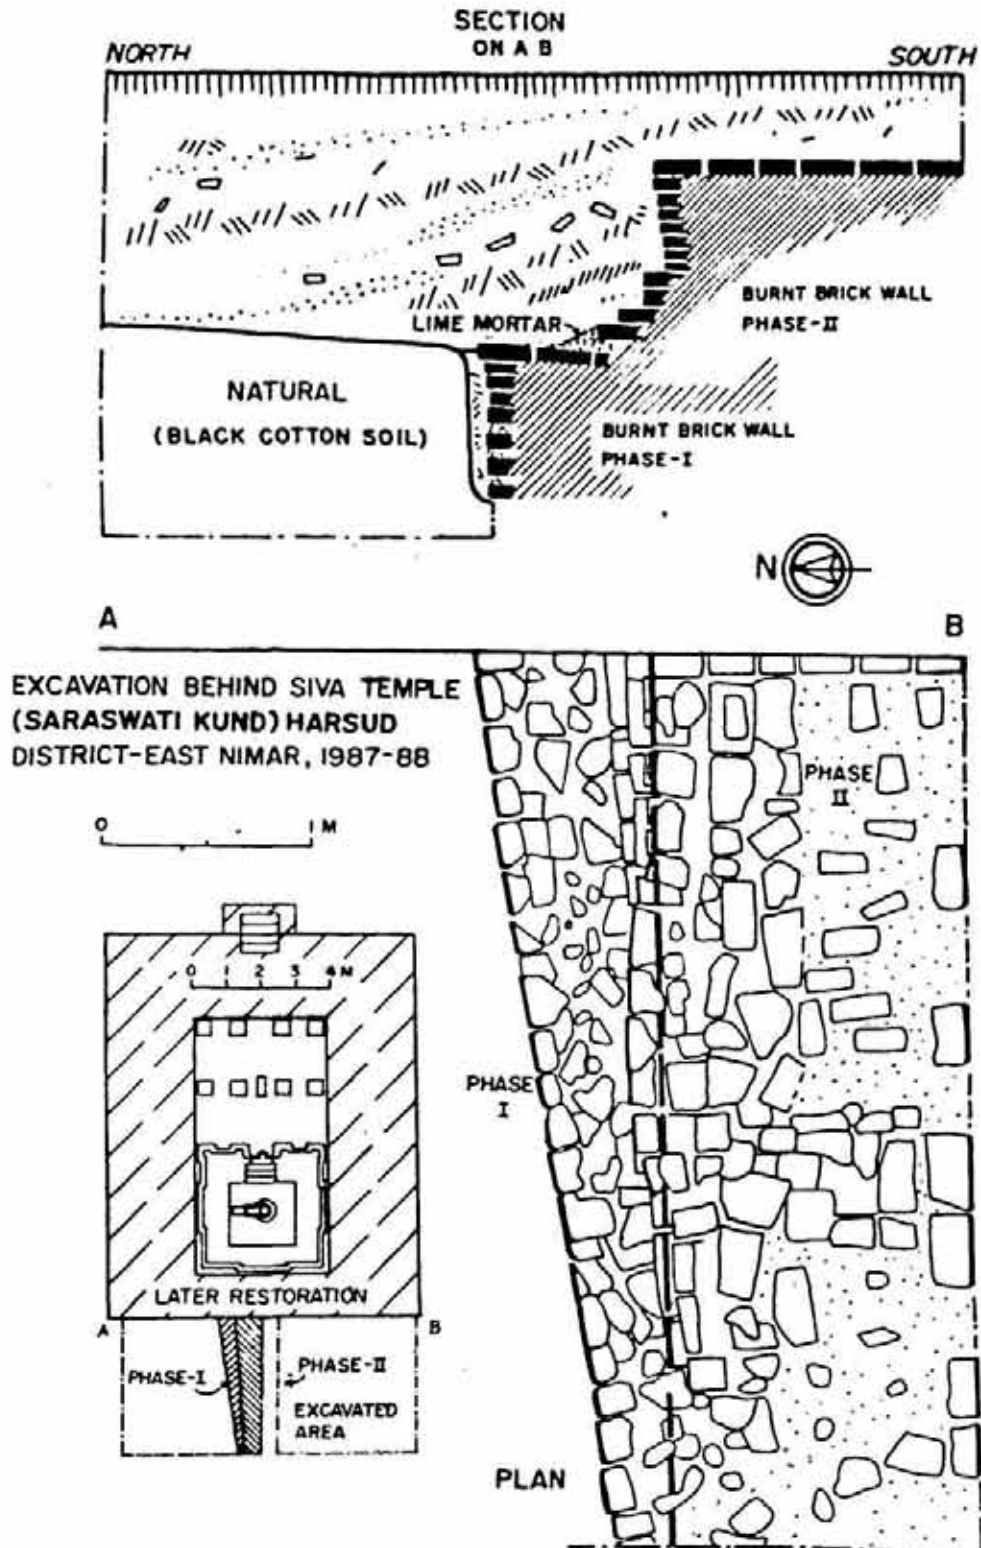 SECTION
ON A B
NORTH
SOUTH
BURNT BRICK WALL
PHASE-II
LIME MORTAR
NATURAL
(BLACK COTTON SOIL)
BURNT BRICK WALL
PHASE-I
N
A
B
EXCAVATION BEHIND SIVA TEMPLE
(SARASWATI KUND) HARSUD
DISTRICT-EAST NIMAR, 1987-88
PHASE
II
0 1 M
0 1 2 3 4 M
PHASE
I
LATER RESTORATION
A
B
PHASE-I
PHASE-II
EXCAVATED
AREA
PLAN